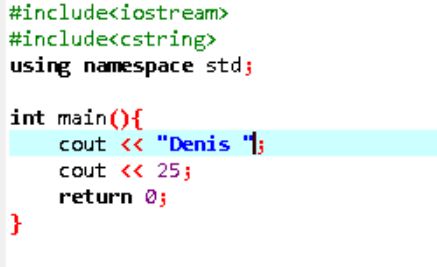 #include<iostream>
#include<cstring>
using namespace std;
int main(){
cout << "Denis ";
cout << 25;
return 0;
}